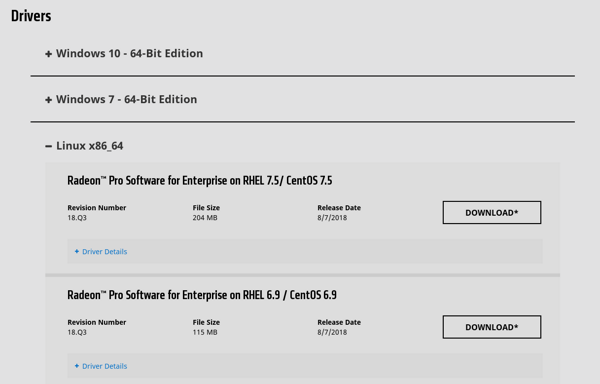 Drivers
+ Windows 10 - 64-Bit Edition
+ Windows 7 - 64-Bit Edition
− Linux x86_64
Radeon™ Pro Software for Enterprise on RHEL 7.5/ CentOS 7.5
Revision Number File Size Release Date
18.Q3 204 MB 8/7/2018
DOWNLOAD*
+ Driver Details
Radeon™ Pro Software for Enterprise on RHEL 6.9 / CentOS 6.9
Revision Number File Size Release Date
18.Q3 115 MB 8/7/2018
DOWNLOAD*
+ Driver Details